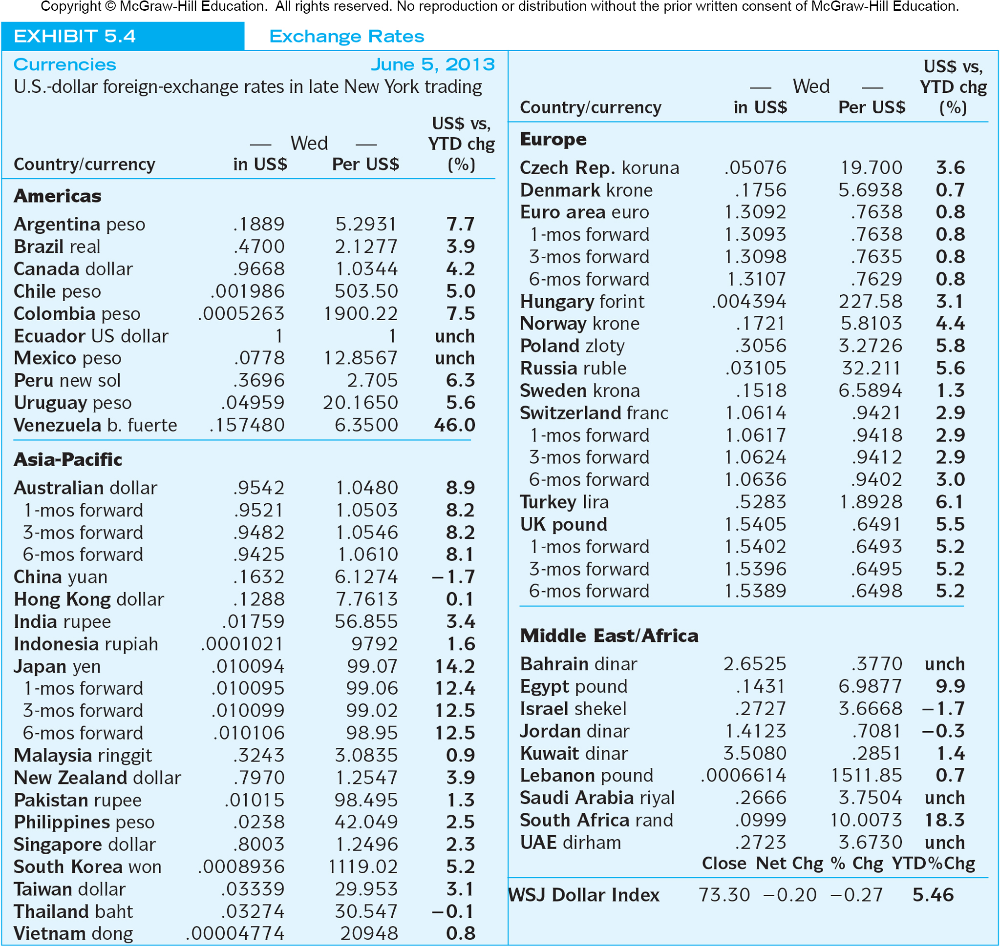 Copyright © McGraw-Hill Education.  All rights reserved. No reproduction or distribution without the prior written consent of McGraw-Hill Education.
EXHIBIT 5.4 Exchange Rates
Currencies June 5, 2013
U.S.-dollar foreign-exchange rates in late New York trading
US$ vs,
— Wed — YTD chg
Country/currency in US$ Per US$ (%)
Americas
Argentina peso .1889 5.2931 7.7
Brazil real .4700 2.1277 3.9
Canada dollar .9668 1.0344 4.2
Chile peso .001986 503.50 5.0
Colombia peso .0005263 1900.22 7.5
Ecuador US dollar 1 1 unch
Mexico peso .0778 12.8567 unch
Peru new sol .3696 2.705 6.3
Uruguay peso .04959 20.1650 5.6
Venezuela b. fuerte .157480 6.3500 46.0
Asia-Pacific
Australian dollar .9542 1.0480 8.9
1-mos forward .9521 1.0503 8.2
3-mos forward .9482 1.0546 8.2
6-mos forward .9425 1.0610 8.1
China yuan .1632 6.1274 −1.7
Hong Kong dollar .1288 7.7613 0.1
India rupee .01759 56.855 3.4
Indonesia rupiah .0001021 9792 1.6
Japan yen .010094 99.07 14.2
1-mos forward .010095 99.06 12.4
3-mos forward .010099 99.02 12.5
6-mos forward .010106 98.95 12.5
Malaysia ringgit .3243 3.0835 0.9
New Zealand dollar .7970 1.2547 3.9
Pakistan rupee .01015 98.495 1.3
Philippines peso .0238 42.049 2.5
Singapore dollar .8003 1.2496 2.3
South Korea won .0008936 1119.02 5.2
Taiwan dollar .03339 29.953 3.1
Thailand baht .03274 30.547 −0.1
Vietnam dong .00004774 20948 0.8
US$ vs,
— Wed — YTD chg
Country/currency in US$ Per US$ (%)
Europe
Czech Rep. koruna .05076 19.700 3.6
Denmark krone .1756 5.6938 0.7
Euro area euro 1.3092 .7638 0.8
1-mos forward 1.3093 .7638 0.8
3-mos forward 1.3098 .7635 0.8
6-mos forward 1.3107 .7629 0.8
Hungary forint .004394 227.58 3.1
Norway krone .1721 5.8103 4.4
Poland zloty .3056 3.2726 5.8
Russia ruble .03105 32.211 5.6
Sweden krona .1518 6.5894 1.3
Switzerland franc 1.0614 .9421 2.9
1-mos forward 1.0617 .9418 2.9
3-mos forward 1.0624 .9412 2.9
6-mos forward 1.0636 .9402 3.0
Turkey lira .5283 1.8928 6.1
UK pound 1.5405 .6491 5.5
1-mos forward 1.5402 .6493 5.2
3-mos forward 1.5396 .6495 5.2
6-mos forward 1.5389 .6498 5.2
Middle East/Africa
Bahrain dinar 2.6525 .3770 unch
Egypt pound .1431 6.9877 9.9
Israel shekel .2727 3.6668 −1.7
Jordan dinar 1.4123 .7081 −0.3
Kuwait dinar 3.5080 .2851 1.4
Lebanon pound .0006614 1511.85 0.7
Saudi Arabia riyal .2666 3.7504 unch
South Africa rand .0999 10.0073 18.3
UAE dirham .2723 3.6730 unch
Close Net Chg % Chg YTD%Chg
WSJ Dollar Index 73.30 −0.20 −0.27 5.46